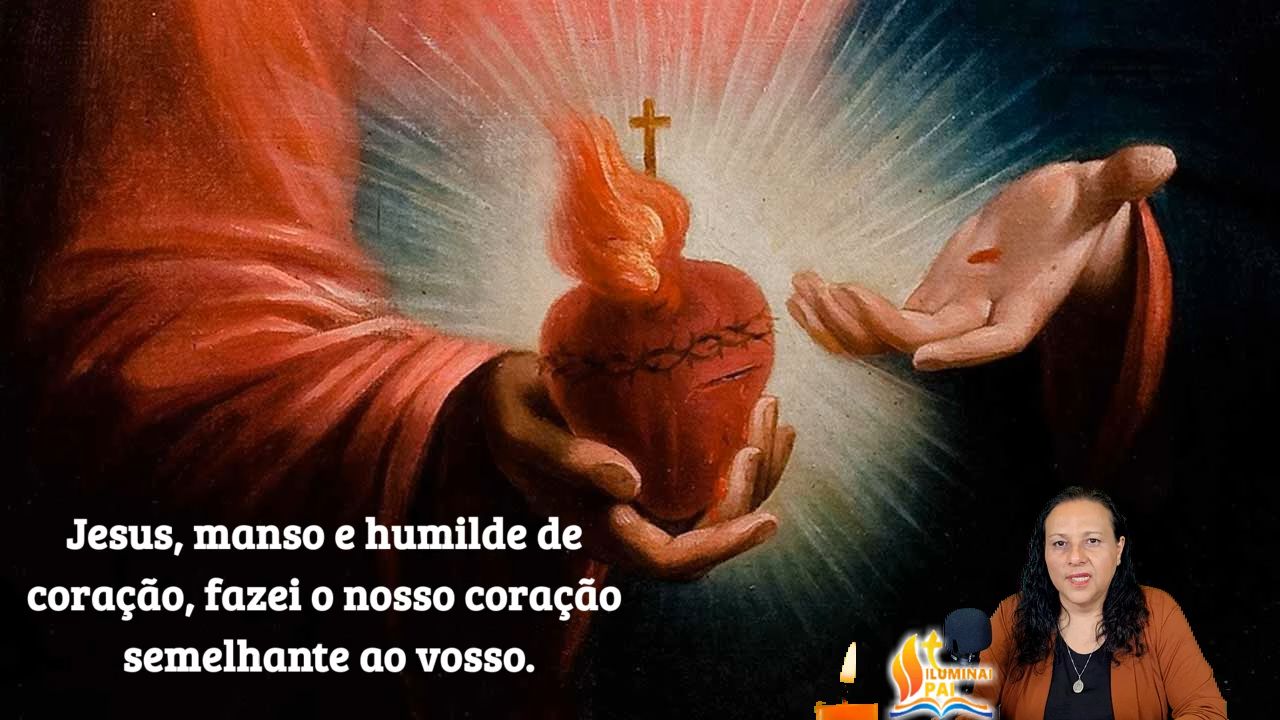 Jesus, manso e humilde de
coração, fazei o nosso coração
semelhante ao vosso.
ILUMINAI
PAI